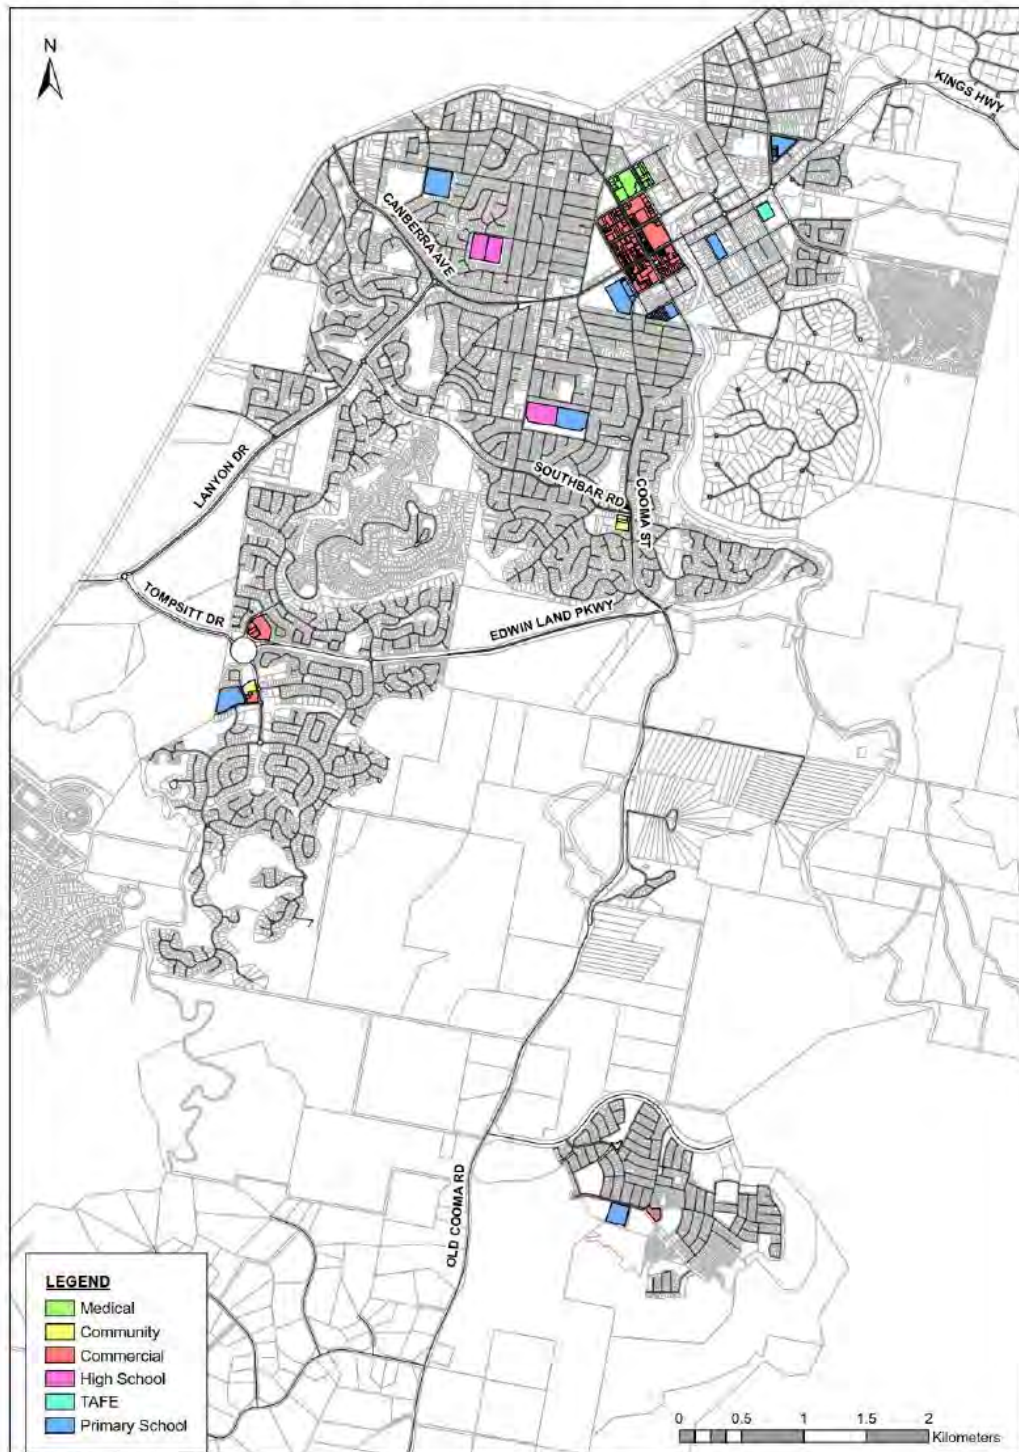 N
KINGS HWY
CANBERRA AVE
LANYON DR
SOUTHBAR RD
COOMA ST
TOMPSITT DR
EDWIN LAND PKWY
OLD COOMA RD
LEGEND
Medical
Community
Commercial
High School
TAFE
Primary School
0 0.5 1 1.5 2
Kilometers